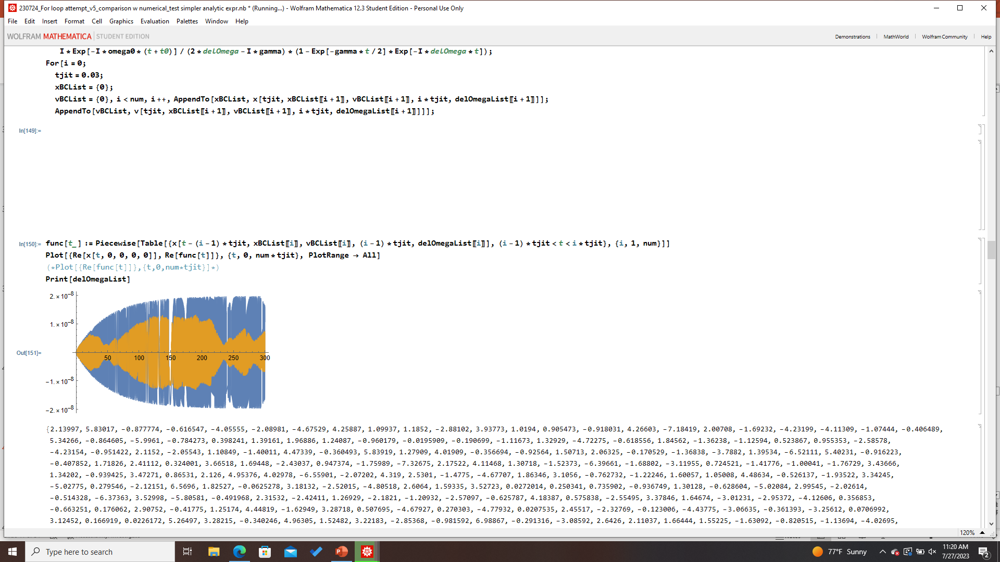 230724_For loop attempt_v5_comparison w numerical_test simpler analytic expr.nb * (Running...) - Wolfram Mathematica 12.3 Student Edition - Personal Use Only
File Edit Insert Format Cell Graphics Evaluation Palettes Window Help
WOLFRAM MATHEMATICA STUDENT EDITION Demonstrations MathWorld Wolfram Community Help
I * Exp[-I * omega0 * (t + t0)] / (2 * delOmega - I * gamma) * (1 - Exp[-gamma * t / 2] * Exp[-I * delOmega * t]);
For[i = 0;
tjit = 0.03;
xBCList = {0};
vBCList = {0}, i < num, i++, AppendTo[xBCList, x[tjit, xBCList[[i + 1]], vBCList[[i + 1]], i * tjit, delOmegaList[[i + 1]]]];
AppendTo[vBCList, v[tjit, xBCList[[i + 1]], vBCList[[i + 1]], i * tjit, delOmegaList[[i + 1]]]]];
In[149]:=
In[150]:= func[t_] := Piecewise[Table[{x[t - (i - 1) * tjit, xBCList[[i]], vBCList[[i]], (i - 1) * tjit, delOmegaList[[i]]], (i - 1) * tjit < t < i * tjit}, {i, 1, num}]]
Plot[{Re[x[t, 0, 0, 0, 0]], Re[func[t]]}, {t, 0, num * tjit}, PlotRange → All]
(*Plot[{Re[func[t]]},{t,0,num*tjit}]*)
Print[delOmegaList]
2. × 10^-8
1. × 10^-8
Out[151]=
50 100 150 200 250 300
-1. × 10^-8
-2. × 10^-8
{2.13997, 5.83017, -0.877774, -0.616547, -4.05555, -2.08981, -4.67529, 4.25887, 1.09937, 1.1852, -2.88102, 3.93773, 1.0194, 0.905473, -0.918031, 4.26603, -7.18419, 2.00708, -1.69232, -4.23199, -4.11309, -1.07444, -0.406489,
5.34266, -0.864605, -5.9961, -0.784273, 0.398241, 1.39161, 1.96886, 1.24087, -0.960179, -0.0195909, -0.190699, -1.11673, 1.32929, -4.72275, -0.618556, 1.84562, -1.36238, -1.12594, 0.523867, 0.955353, -2.58578,
-4.23154, -0.951422, 2.1152, -2.05543, 1.10849, -1.40011, 4.47339, -0.360493, 5.83919, 1.27909, 4.01909, -0.356694, -0.92564, 1.50713, 2.06325, -0.170529, -1.36838, -3.7882, 1.39534, -6.52111, 5.40231, -0.916223,
-0.407852, 1.71826, 2.41112, 0.324001, 3.66518, 1.69448, -2.43037, 0.947374, -1.75989, -7.32675, 2.17522, 4.11468, 1.30718, -1.52373, -6.39661, -1.68802, -3.11955, 0.724521, -1.41776, -1.00041, -1.76729, 3.43666,
1.34202, -0.939425, 3.47271, 0.86531, 2.126, 4.95376, 4.02978, -6.55901, -2.07202, 4.319, 2.5301, -1.4775, -4.67707, 1.86346, 3.1056, -0.762732, -1.22246, 1.60057, 1.05008, 4.48634, -0.526137, -1.93522, 3.34245,
-5.02775, 0.279546, -2.12151, 6.5696, 1.82527, -0.0625278, 3.18132, -2.52015, -4.80518, 2.6064, 1.59335, 3.52723, 0.0272014, 0.250341, 0.735902, -0.936749, 1.30128, -0.628604, -5.02084, 2.99545, -2.02614,
-0.514328, -6.37363, 3.52998, -5.80581, -0.491968, 2.31532, -2.42411, 1.26929, -2.1821, -1.20932, -2.57097, -0.625787, 4.18387, 0.575838, -2.55495, 3.37846, 1.64674, -3.01231, -2.95372, -4.12606, 0.356853,
-0.663251, 0.176062, 2.90752, -0.41775, 1.25174, 4.44819, -1.62949, 3.28718, 0.507695, -4.67927, 0.270303, -4.77932, 0.0207535, 2.45517, -2.32769, -0.123006, -4.43775, -3.06635, -0.361393, -3.25612, 0.0706992,
3.12452, 0.166919, 0.0226172, 5.26497, 3.28215, -0.340246, 4.96305, 1.52482, 3.22183, -2.85368, -0.981592, 6.98867, -0.291316, -3.08592, 2.6426, 2.11037, 1.66444, 1.55225, -1.63092, -0.820515, -1.13694, -4.02695,
120%
Type here to search
77°F Sunny
11:20 AM
7/27/2023
2